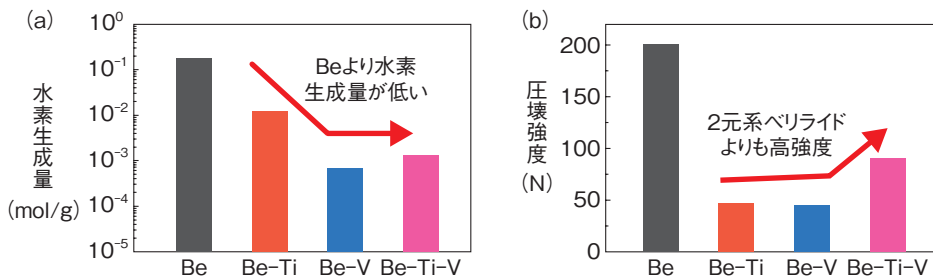 (a)
水素生成量
(mol/g)
10⁰
10⁻¹
10⁻²
10⁻³
10⁻⁴
10⁻⁵
Beより水素
生成量が低い
Be
Be−Ti
Be−V
Be−Ti−V
(b)
圧壊強度
(N)
200
150
100
50
0
2元系ベリライド
よりも高強度
Be
Be−Ti
Be−V
Be−Ti−V